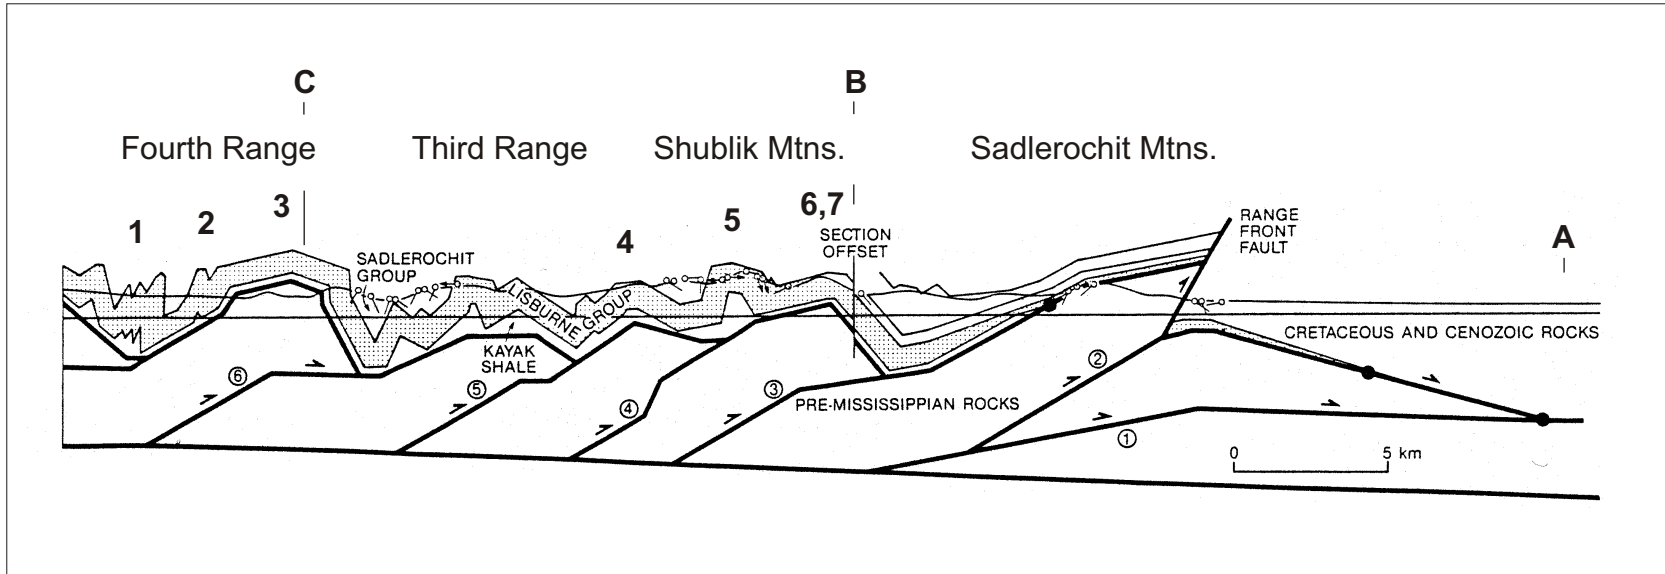 C
B
Fourth Range
Third Range
Shublik Mtns.
Sadlerochit Mtns.
1
2
3
4
5
6,7
A
SECTION
OFFSET
RANGE
FRONT
FAULT
SADLEROCHIT
GROUP
LISBURNE GROUP
KAYAK
SHALE
CRETACEOUS AND CENOZOIC ROCKS
PRE-MISSISSIPPIAN ROCKS
6
5
4
3
2
1
0
5 km